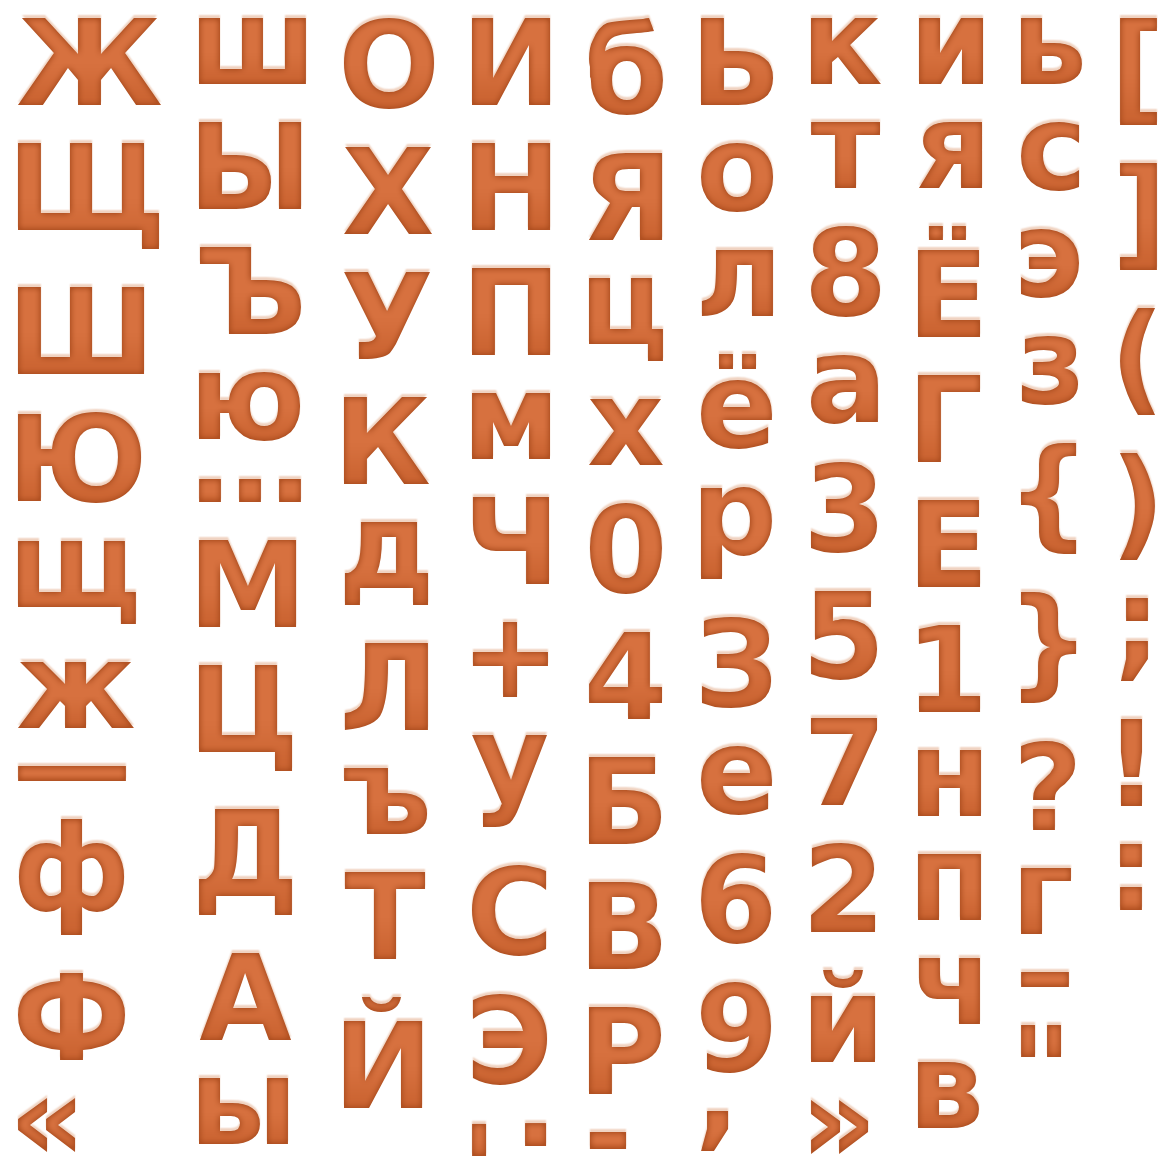 Ж Щ Ш Ю щ ж — ф Ф «
ш Ы Ъ ю … М Ц Д А ы
О Х У К д Л ъ Т Й
И Н П м Ч + у С Э ' .
б Я ц х 0 4 Б В Р -
Ь о л ё р З е 6 9 ,
к т 8 а 3 5 7 2 й »
и я Ё Г Е 1 н п ч в
ь с э з { } ? г – "
[ ] ( ) ; ! :